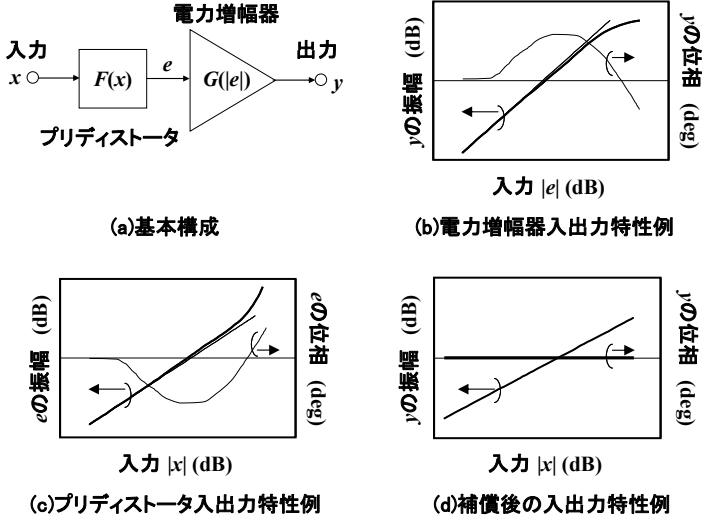 電力増幅器
入力
x
F(x)
e
G(|e|)
出力
y
プリディストータ
(a)基本構成
yの振幅 (dB)
yの位相 (deg)
入力 |e| (dB)
(b)電力増幅器入出力特性例
eの振幅 (dB)
eの位相 (deg)
入力 |x| (dB)
(c)プリディストータ入出力特性例
yの振幅 (dB)
yの位相 (deg)
入力 |x| (dB)
(d)補償後の入出力特性例